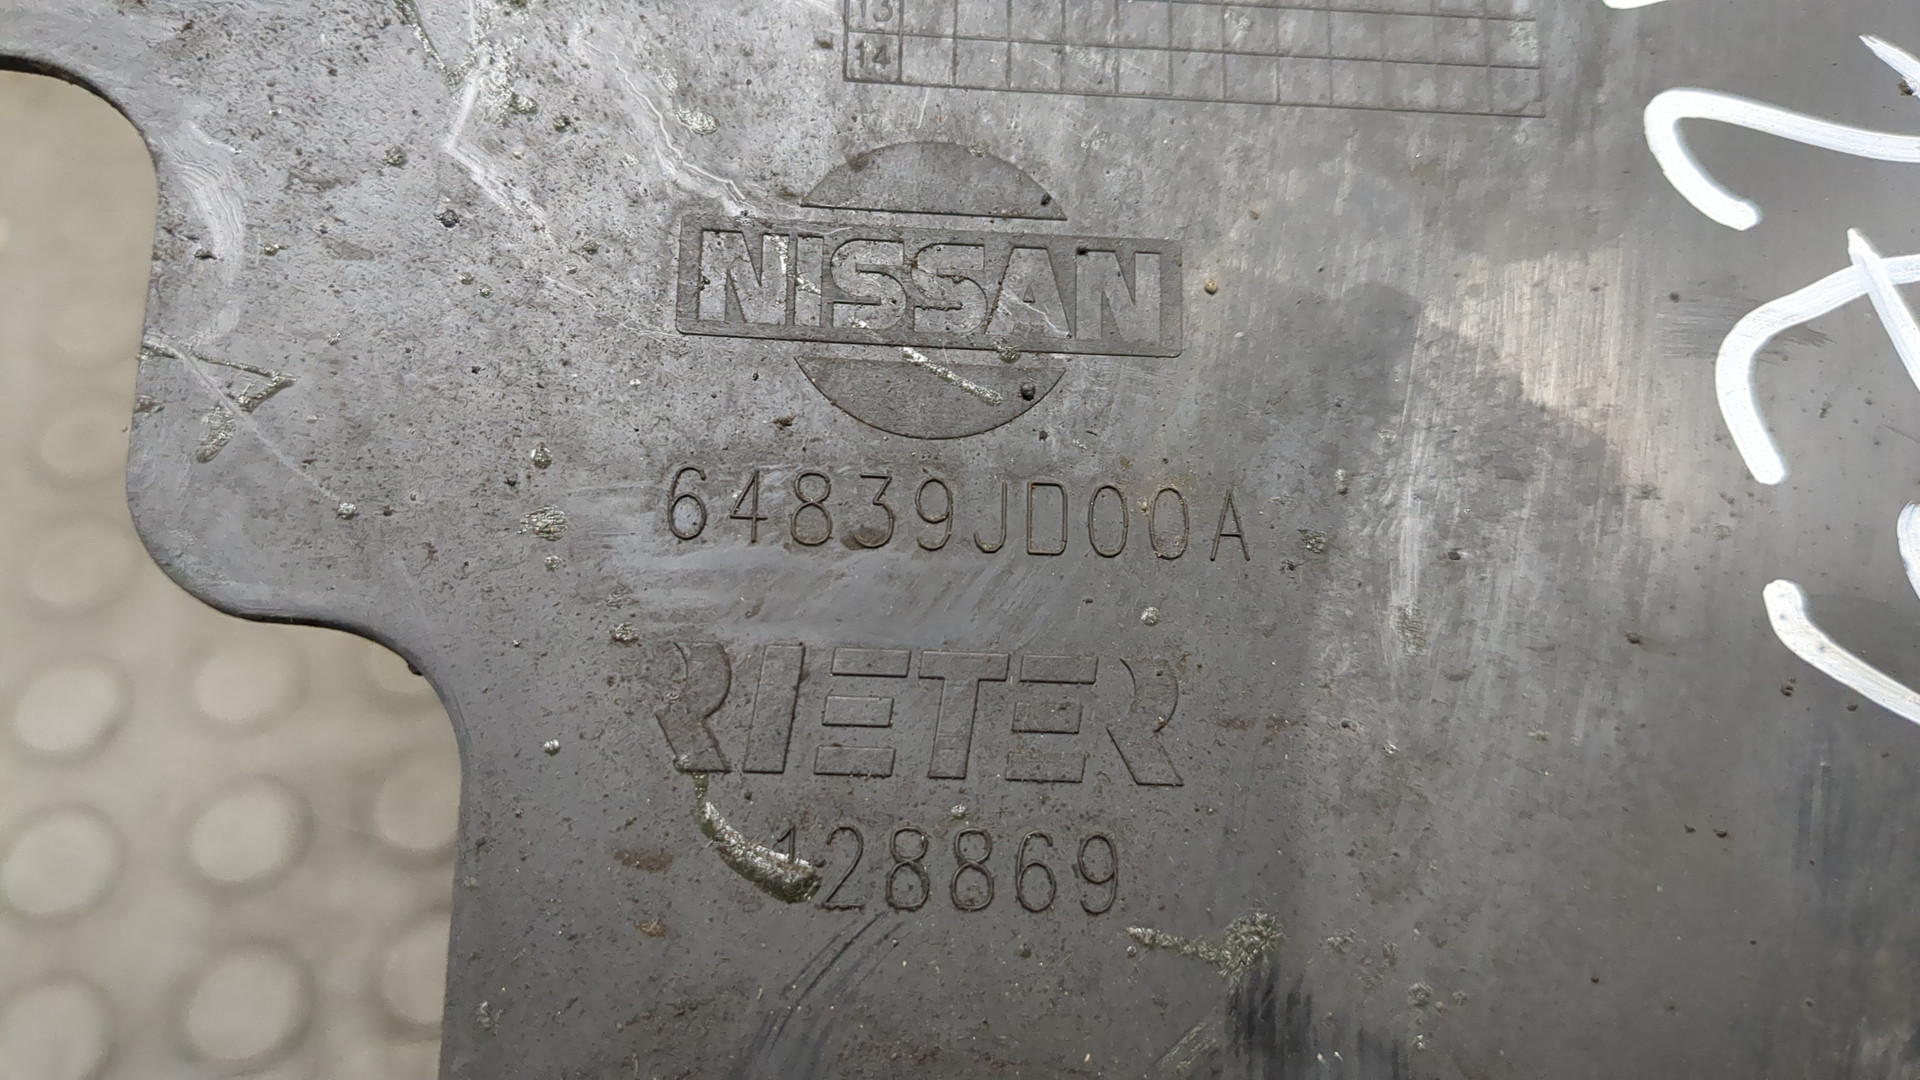 13
14
NISSAN
64839JD00A
RIETER
128869